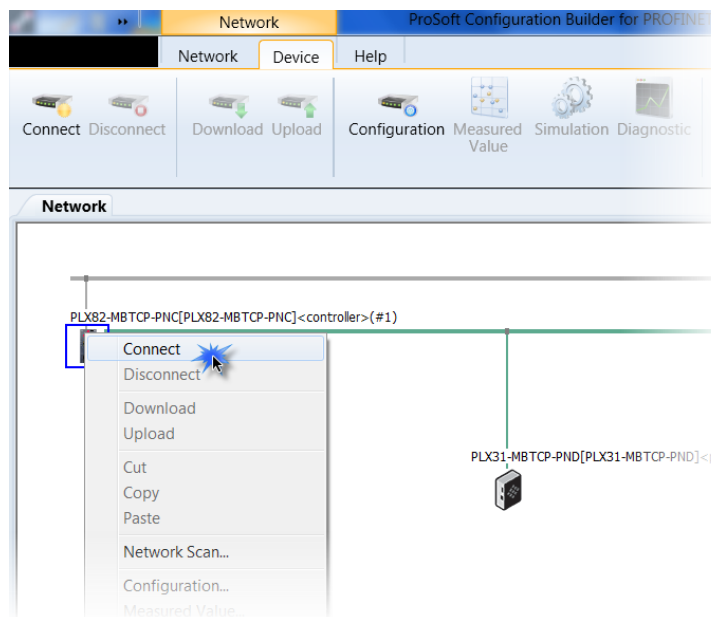 Network ProSoft Configuration Builder for PROFINE
Network Device Help
Connect Disconnect Download Upload Configuration Measured Value Simulation Diagnostic
Network
PLX82-MBTCP-PNC[PLX82-MBTCP-PNC]<controller>(#1)
Connect
Disconnect
Download
Upload
PLX31-MBTCP-PND[PLX31-MBTCP-PND]<
Cut
Copy
Paste
Network Scan...
Configuration...
Measured Value...